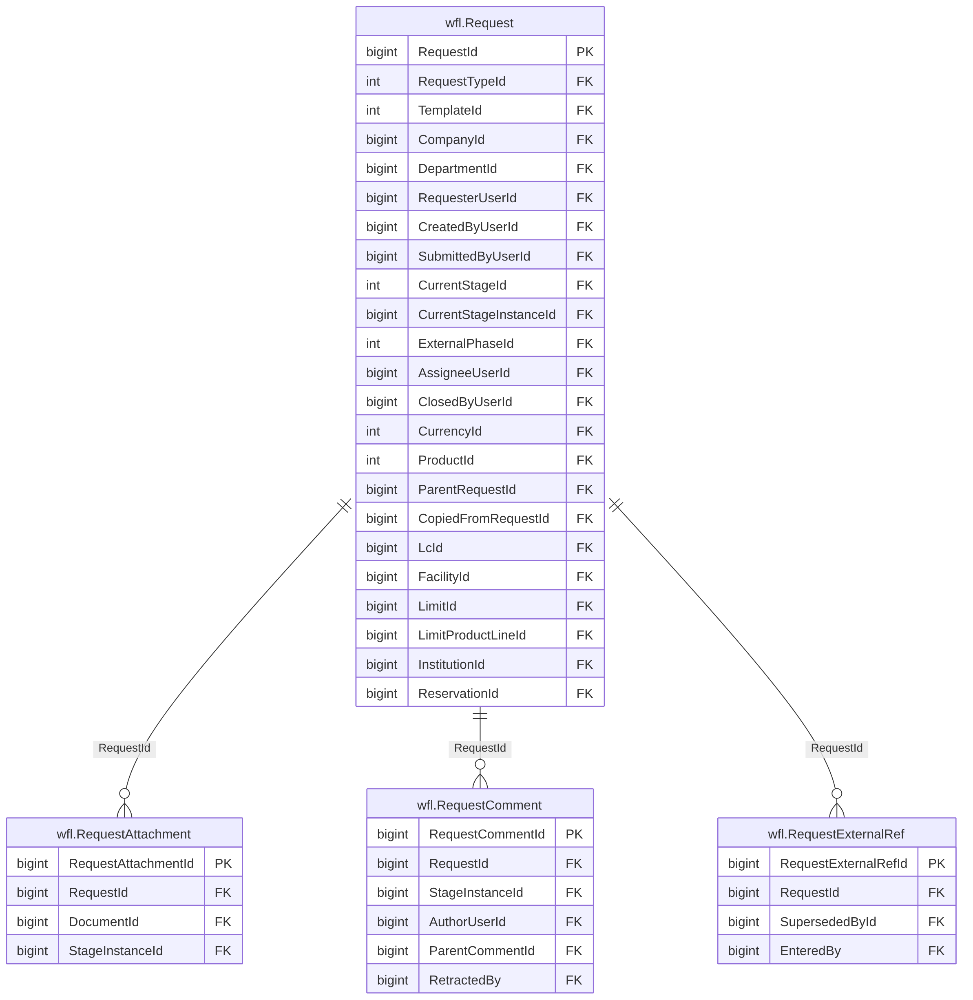 wfl.Request
bigint RequestId PK
int RequestTypeId FK
int TemplateId FK
bigint CompanyId FK
bigint DepartmentId FK
bigint RequesterUserId FK
bigint CreatedByUserId FK
bigint SubmittedByUserId FK
int CurrentStageId FK
bigint CurrentStageInstanceId FK
int ExternalPhaseId FK
bigint AssigneeUserId FK
bigint ClosedByUserId FK
int CurrencyId FK
int ProductId FK
bigint ParentRequestId FK
bigint CopiedFromRequestId FK
bigint LcId FK
bigint FacilityId FK
bigint LimitId FK
bigint LimitProductLineId FK
bigint InstitutionId FK
bigint ReservationId FK
RequestId
RequestId
RequestId
wfl.RequestAttachment
bigint RequestAttachmentId PK
bigint RequestId FK
bigint DocumentId FK
bigint StageInstanceId FK
wfl.RequestComment
bigint RequestCommentId PK
bigint RequestId FK
bigint StageInstanceId FK
bigint AuthorUserId FK
bigint ParentCommentId FK
bigint RetractedBy FK
wfl.RequestExternalRef
bigint RequestExternalRefId PK
bigint RequestId FK
bigint SupersededById FK
bigint EnteredBy FK